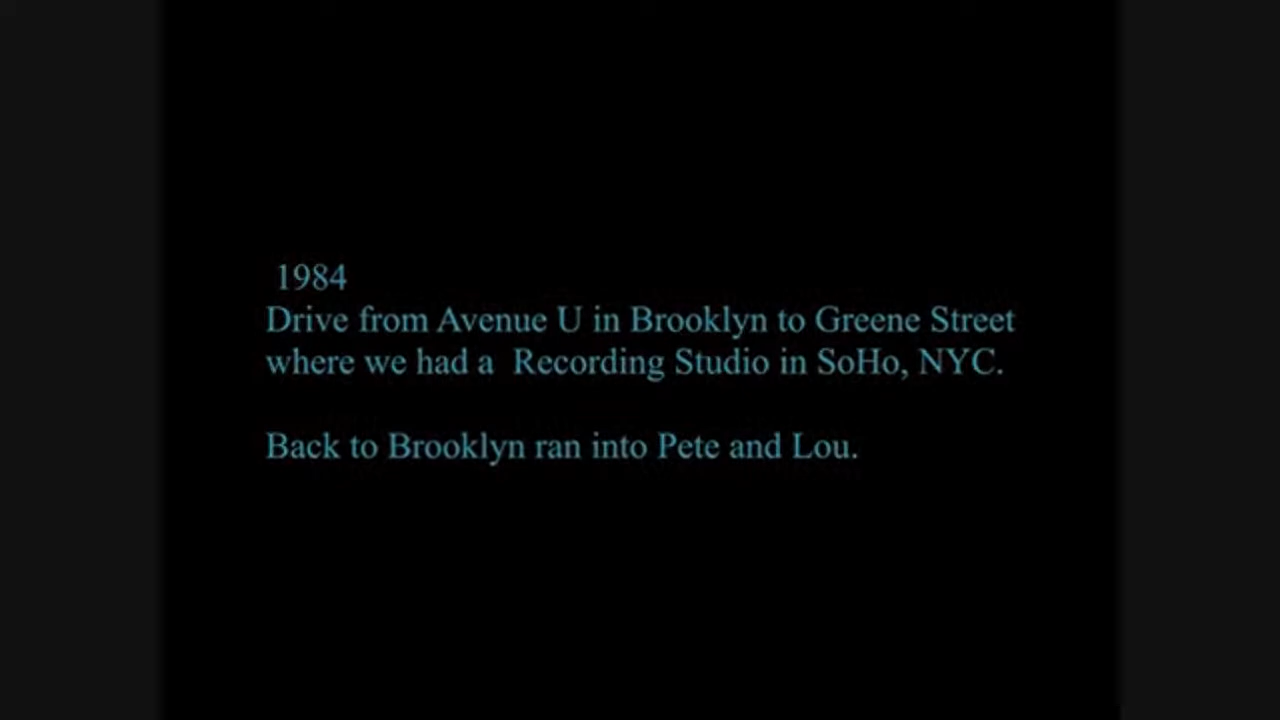 1984
Drive from Avenue U in Brooklyn to Greene Street
where we had a  Recording Studio in SoHo, NYC.
Back to Brooklyn ran into Pete and Lou.